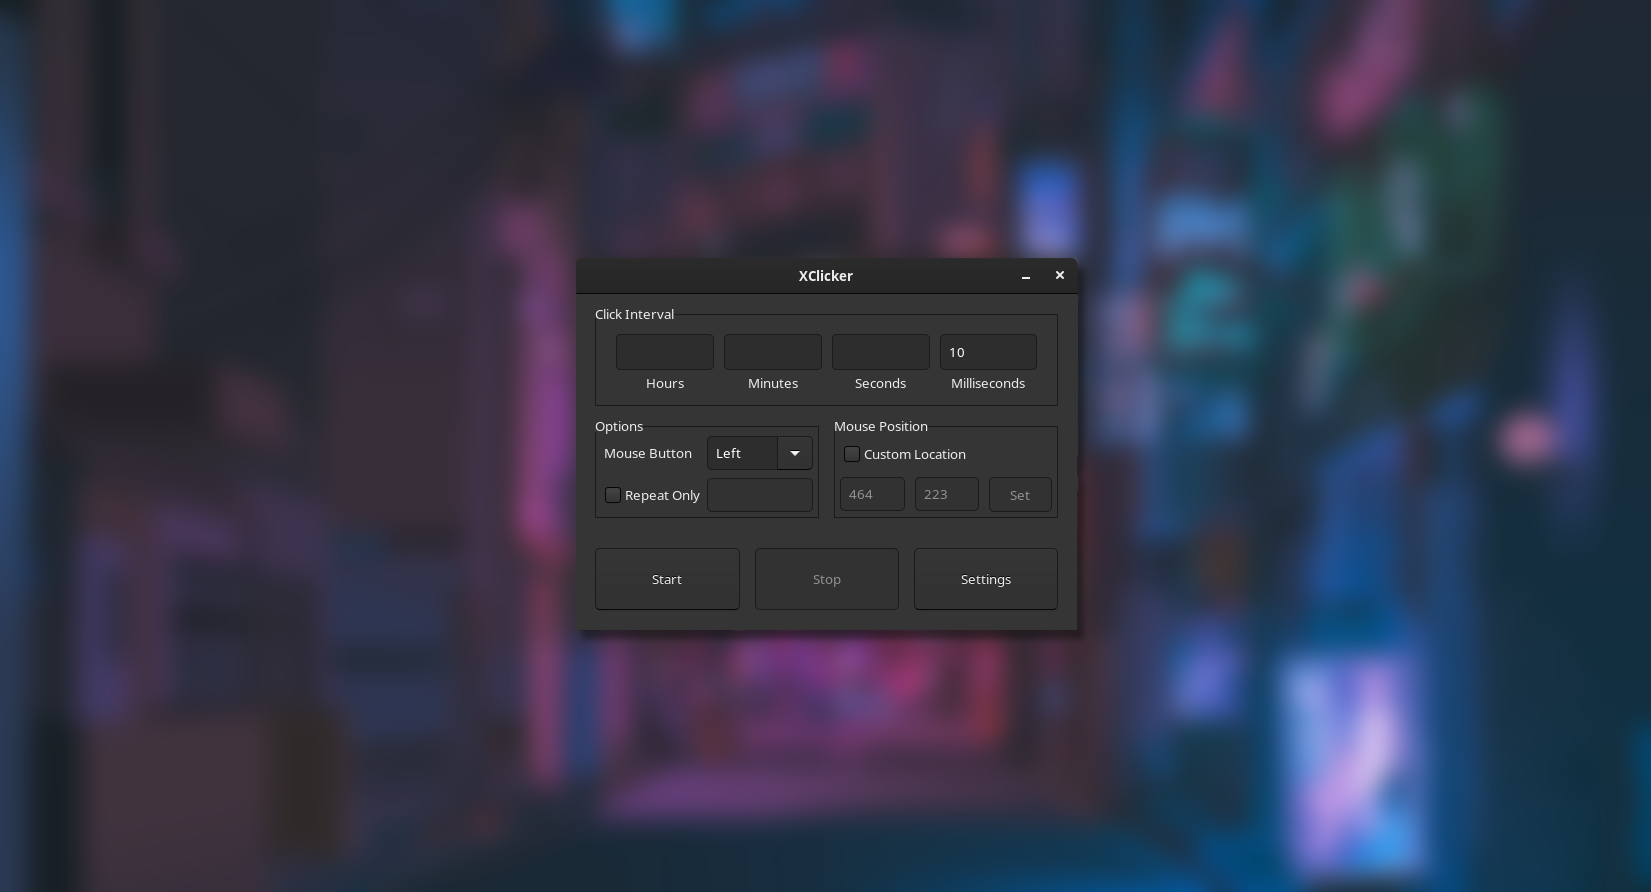 XClicker
Click Interval
10
Hours Minutes Seconds Milliseconds
Options
Mouse Button Left
Repeat Only
Mouse Position
Custom Location
464 223 Set
Start Stop Settings